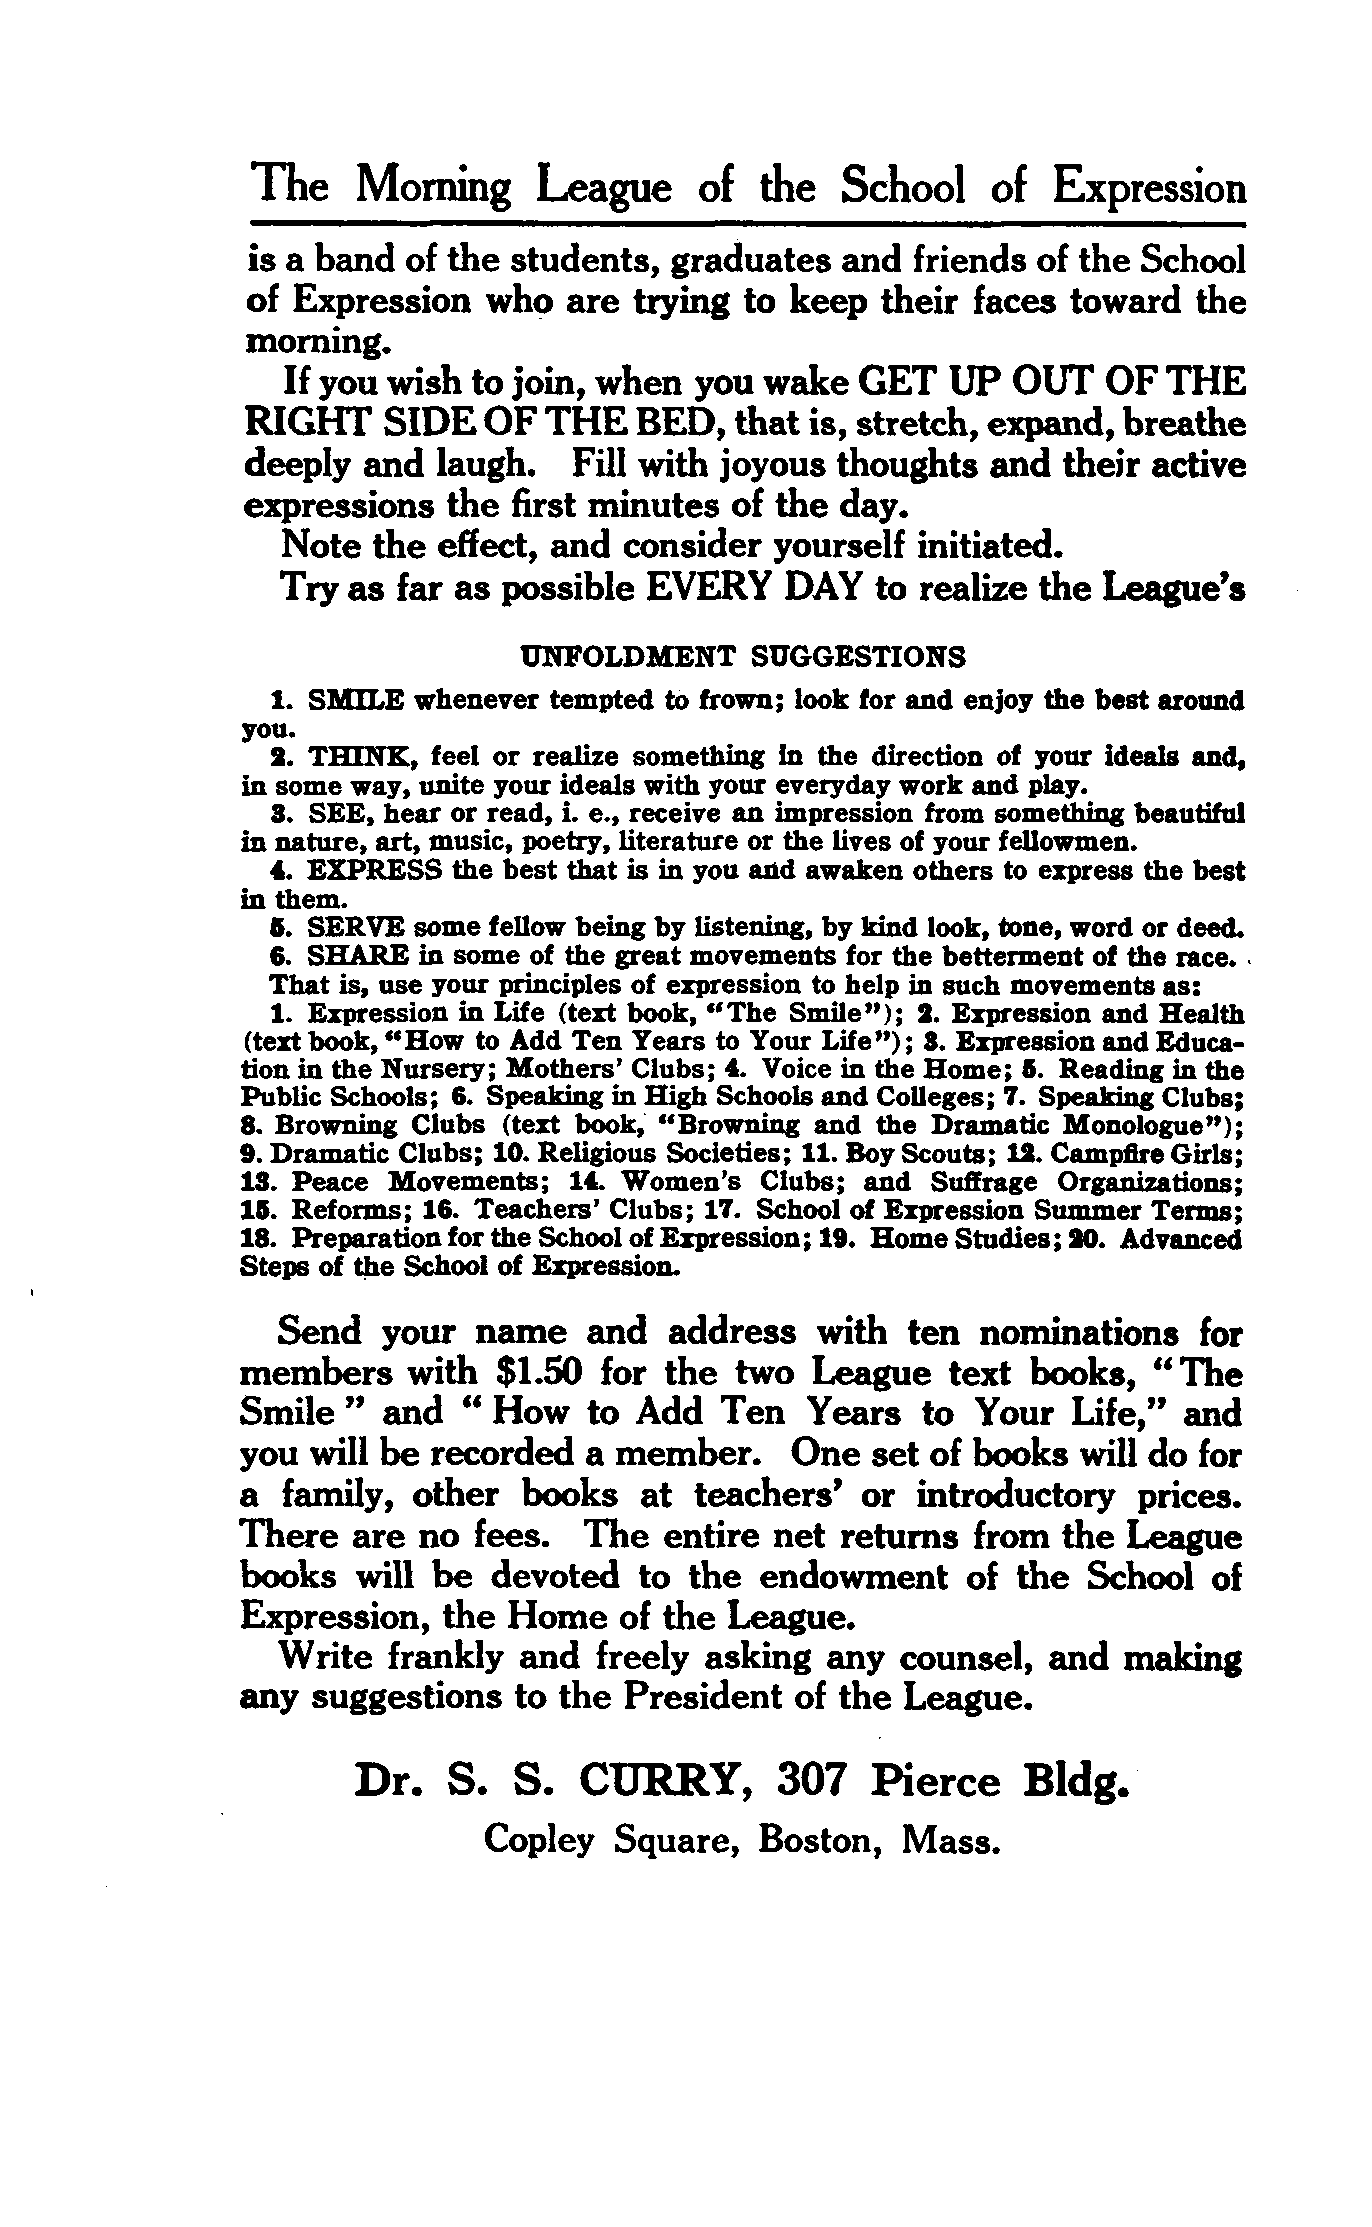 The Morning League of the School of Expression
is a band of the students, graduates and friends of the School
of Expression who are trying to keep their faces toward the
morning.
If you wish to join, when you wake GET UP OUT OF THE
RIGHT SIDE OF THE BED, that is, stretch, expand, breathe
deeply and laugh. Fill with joyous thoughts and their active
expressions the first minutes of the day.
Note the effect, and consider yourself initiated.
Try as far as possible EVERY DAY to realize the League's
UNFOLDMENT SUGGESTIONS
1. SMILE whenever tempted to frown; look for and enjoy the best around
you.
2. THINK, feel or realize something in the direction of your ideals and,
in some way, unite your ideals with your everyday work and play.
3. SEE, hear or read, i. e., receive an impression from something beautiful
in nature, art, music, poetry, literature or the lives of your fellowmen.
4. EXPRESS the best that is in you and awaken others to express the best
in them.
5. SERVE some fellow being by listening, by kind look, tone, word or deed.
6. SHARE in some of the great movements for the betterment of the race.
That is, use your principles of expression to help in such movements as:
1. Expression in Life (text book, "The Smile"); 2. Expression and Health
(text book, "How to Add Ten Years to Your Life"); 3. Expression and Educa-
tion in the Nursery; Mothers' Clubs; 4. Voice in the Home; 5. Reading in the
Public Schools; 6. Speaking in High Schools and Colleges; 7. Speaking Clubs;
8. Browning Clubs (text book, "Browning and the Dramatic Monologue");
9. Dramatic Clubs; 10. Religious Societies; 11. Boy Scouts; 12. Campfire Girls;
13. Peace Movements; 14. Women's Clubs; and Suffrage Organizations;
15. Reforms; 16. Teachers' Clubs; 17. School of Expression Summer Terms;
18. Preparation for the School of Expression; 19. Home Studies; 20. Advanced
Steps of the School of Expression.
Send your name and address with ten nominations for
members with $1.50 for the two League text books, "The
Smile" and "How to Add Ten Years to Your Life," and
you will be recorded a member. One set of books will do for
a family, other books at teachers' or introductory prices.
There are no fees. The entire net returns from the League
books will be devoted to the endowment of the School of
Expression, the Home of the League.
Write frankly and freely asking any counsel, and making
any suggestions to the President of the League.
Dr. S. S. CURRY, 307 Pierce Bldg.
Copley Square, Boston, Mass.